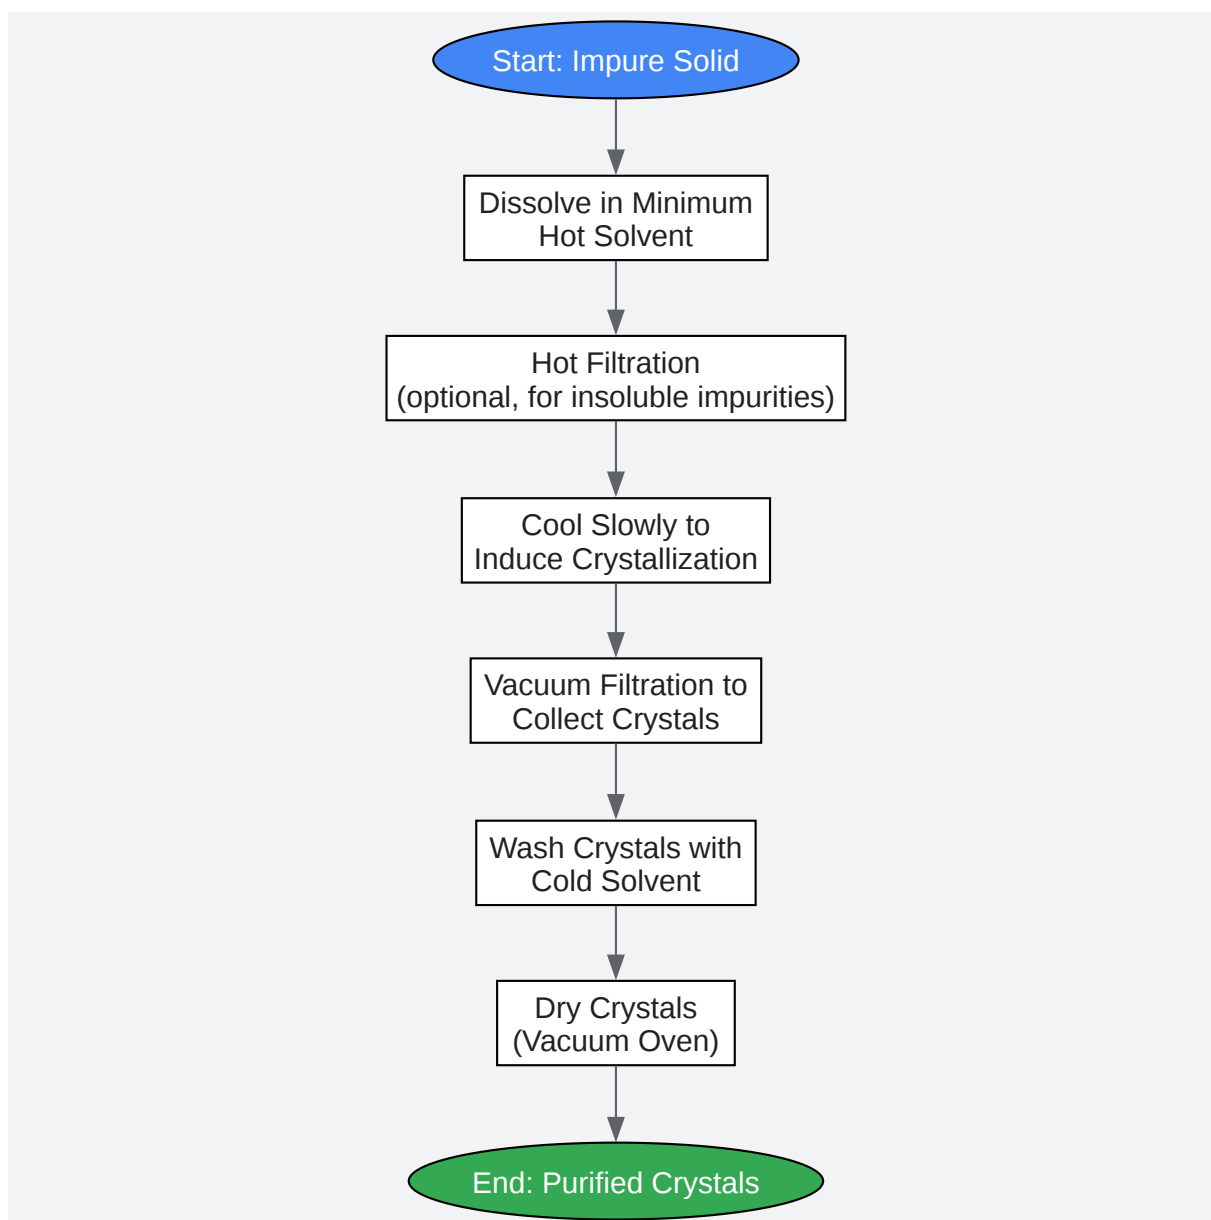 Start: Impure Solid
Dissolve in Minimum
Hot Solvent
Hot Filtration
(optional, for insoluble impurities)
Cool Slowly to
Induce Crystallization
Vacuum Filtration to
Collect Crystals
Wash Crystals with
Cold Solvent
Dry Crystals
(Vacuum Oven)
End: Purified Crystals